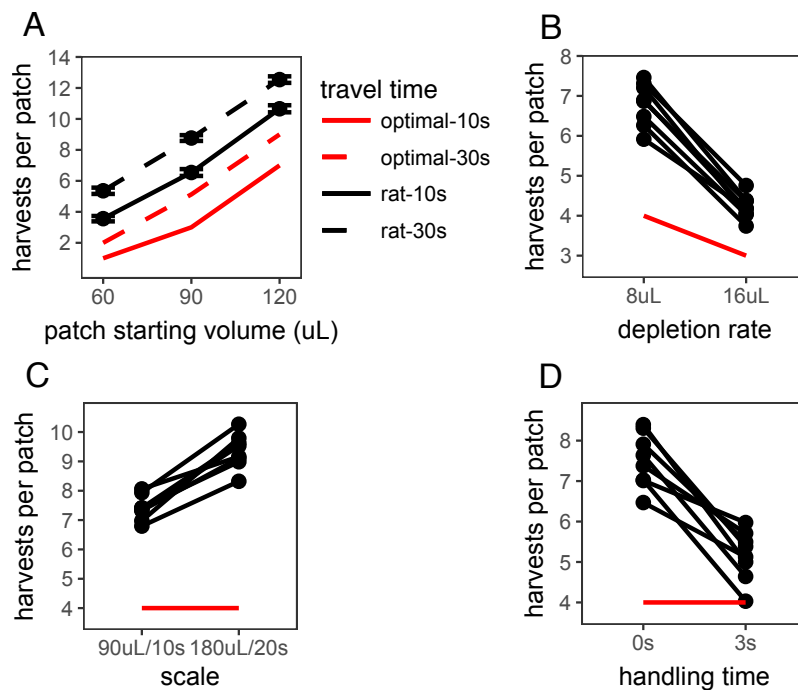 A
harvests per patch
14
12
10
8
6
4
2
60
90
120
patch starting volume (uL)
travel time
optimal-10s
optimal-30s
rat-10s
rat-30s
B
harvests per patch
8
7
6
5
4
3
8uL
16uL
depletion rate
C
harvests per patch
10
9
8
7
6
5
4
90uL/10s
180uL/20s
scale
D
harvests per patch
8
7
6
5
4
0s
3s
handling time